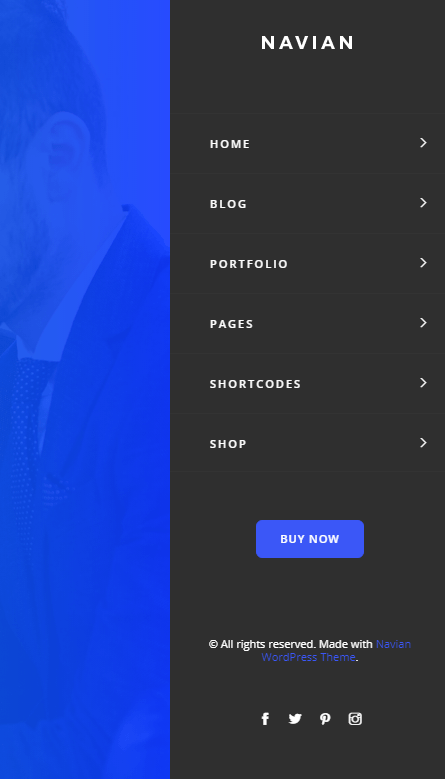 NAVIAN
HOME
BLOG
PORTFOLIO
PAGES
SHORTCODES
SHOP
BUY NOW
© All rights reserved. Made with Navian
WordPress Theme.